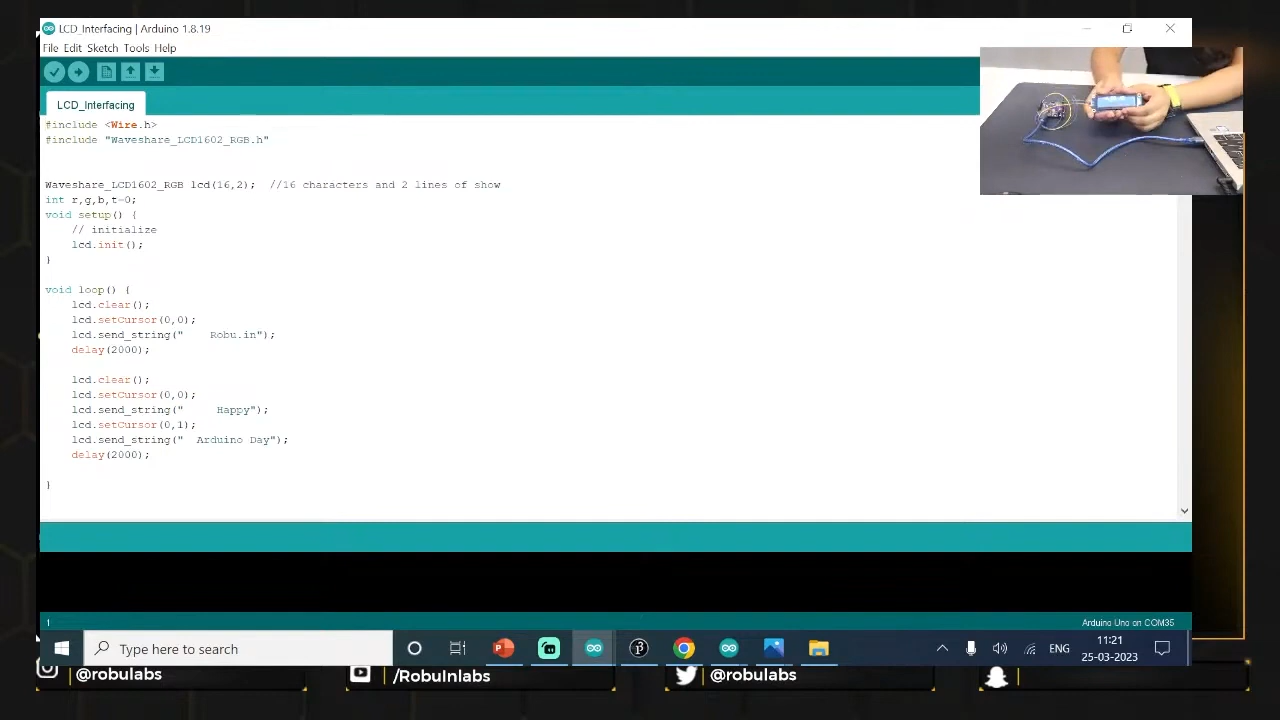 LCD_Interfacing | Arduino 1.8.19
File Edit Sketch Tools Help
LCD_Interfacing
#include <Wire.h>
#include "Waveshare_LCD1602_RGB.h"
Waveshare_LCD1602_RGB lcd(16,2);  //16 characters and 2 lines of show
int r,g,b,t=0;
void setup() {
    // initialize
    lcd.init();
}
void loop() {
    lcd.clear();
    lcd.setCursor(0,0);
    lcd.send_string("    Robu.in");
    delay(2000);
    lcd.clear();
    lcd.setCursor(0,0);
    lcd.send_string("     Happy");
    lcd.setCursor(0,1);
    lcd.send_string("  Arduino Day");
    delay(2000);
}
1
Arduino Uno on COM35
Type here to search
ENG
11:21
25-03-2023
@robulabs
/RobuInlabs
@robulabs